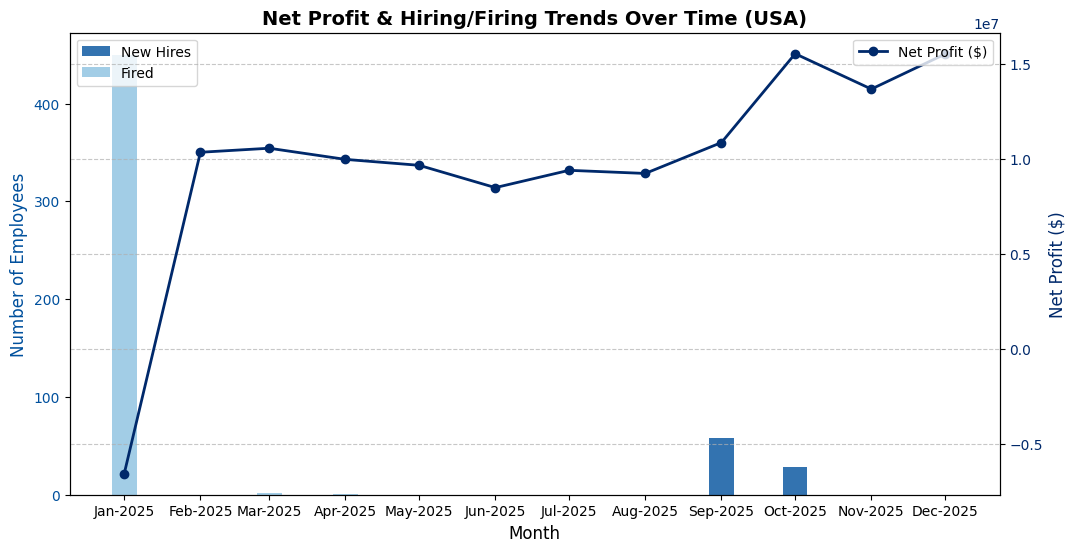 Net Profit & Hiring/Firing Trends Over Time (USA)
1e7
New Hires
Fired
Net Profit ($)
Number of Employees
400
300
200
100
0
1.5
1.0
0.5
0.0
−0.5
Net Profit ($)
Jan-2025 Feb-2025 Mar-2025 Apr-2025 May-2025 Jun-2025 Jul-2025 Aug-2025 Sep-2025 Oct-2025 Nov-2025 Dec-2025
Month